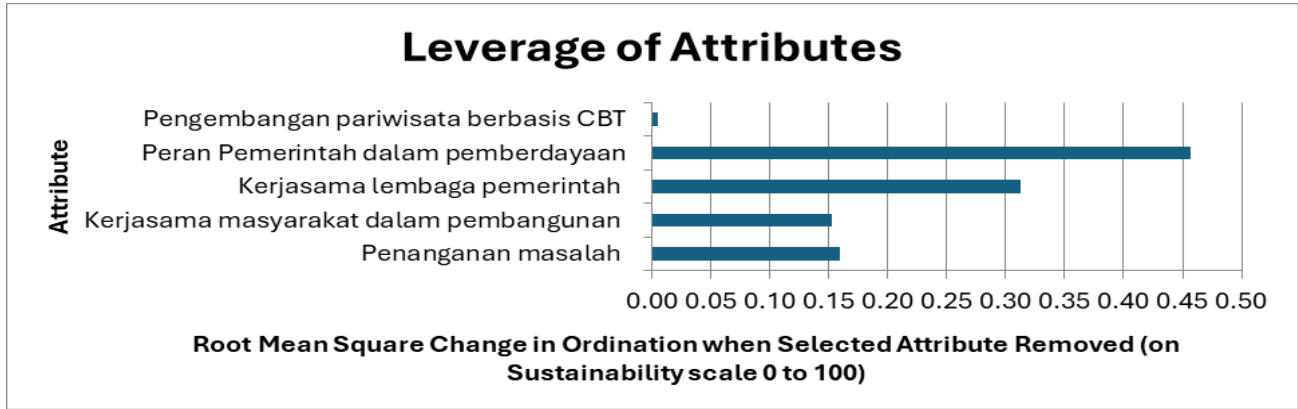 Leverage of Attributes
Attribute
Pengembangan pariwisata berbasis CBT
Peran Pemerintah dalam pemberdayaan
Kerjasama lembaga pemerintah
Kerjasama masyarakat dalam pembangunan
Penanganan masalah
0.00 0.05 0.10 0.15 0.20 0.25 0.30 0.35 0.40 0.45 0.50
Root Mean Square Change in Ordination when Selected Attribute Removed (on
Sustainability scale 0 to 100)